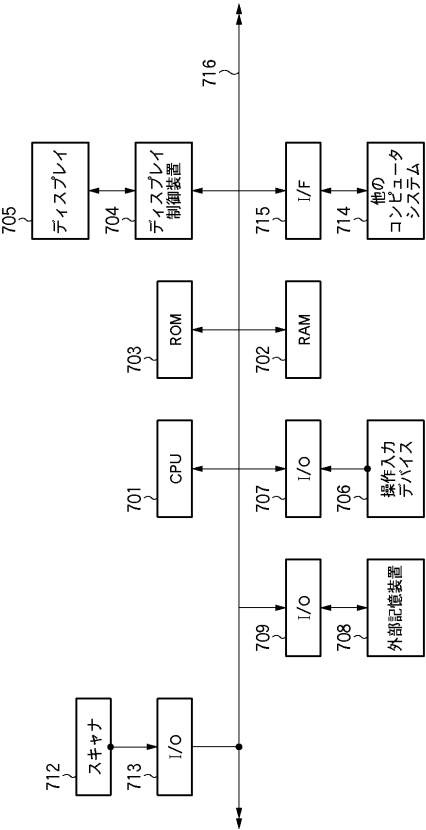 712
スキャナ
713
I/O
701
CPU
703
ROM
705
ディスプレイ
704
ディスプレイ
制御装置
716
709
I/O
708
外部記憶装置
707
I/O
706
操作入力
デバイス
702
RAM
715
I/F
714
他の
コンピュータ
システム